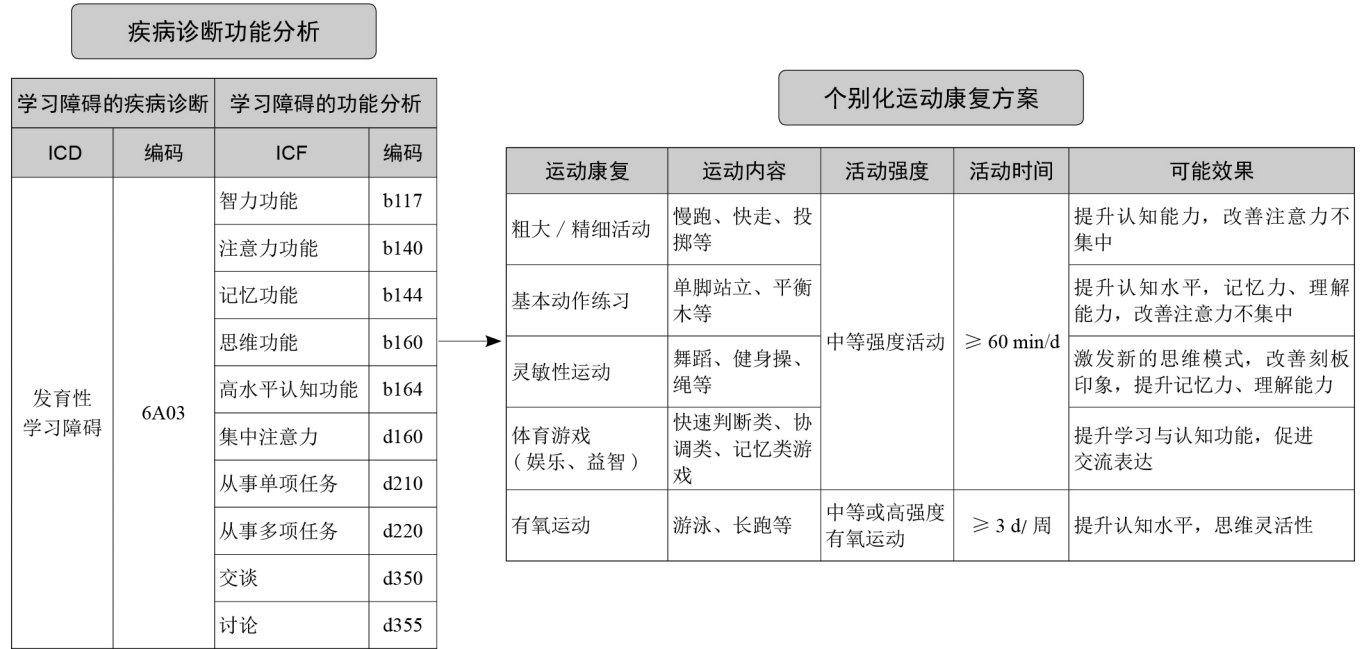 疾病诊断功能分析
学习障碍的疾病诊断 学习障碍的功能分析
ICD 编码 ICF 编码
发育性
学习障碍
6A03
智力功能 b117
注意力功能 b140
记忆功能 b144
思维功能 b160
高水平认知功能 b164
集中注意力 d160
从事单项任务 d210
从事多项任务 d220
交谈 d350
讨论 d355
个别化运动康复方案
运动康复 运动内容 活动强度 活动时间 可能效果
粗大 / 精细活动
慢跑、快走、投
掷等
提升认知能力，改善注意力不
集中
基本动作练习
单脚站立、平衡
木等
提升认知水平，记忆力、理解
能力，改善注意力不集中
中等强度活动
≥ 60 min/d
灵敏性运动
舞蹈、健身操、
绳等
激发新的思维模式，改善刻板
印象，提升记忆力、理解能力
体育游戏
（娱乐、益智）
快速判断类、协
调类、记忆类游
戏
提升学习与认知功能，促进
交流表达
有氧运动
游泳、长跑等
中等或高强度
有氧运动
≥ 3 d/ 周
提升认知水平，思维灵活性